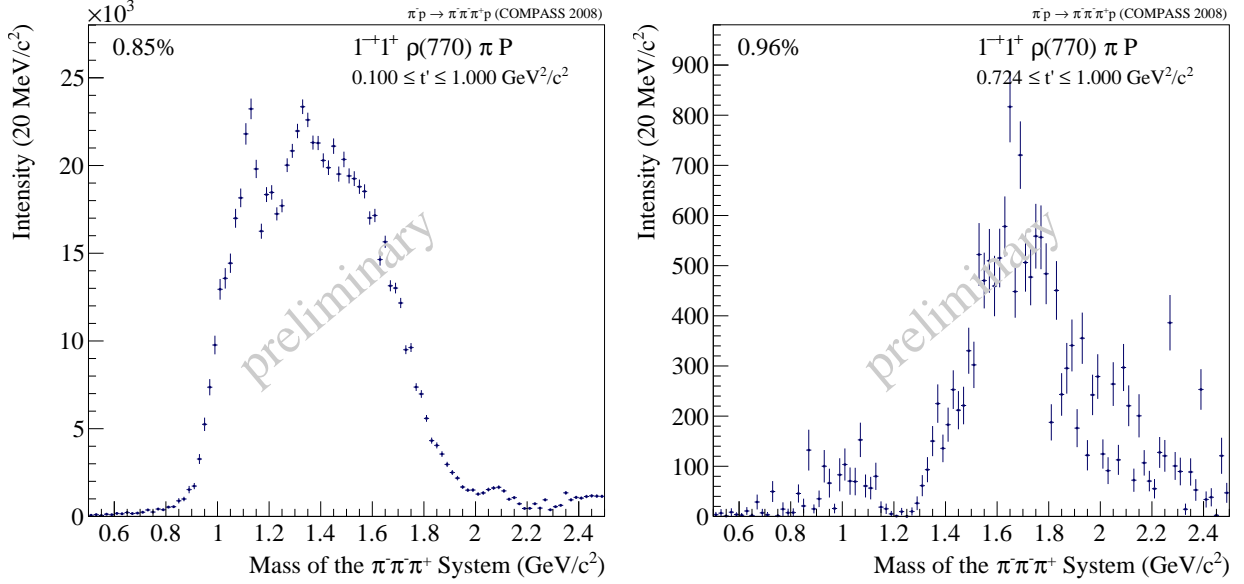 ×10³
π⁻p → π⁻π⁻π⁺p (COMPASS 2008)
0.85%
1⁻⁺1⁺ ρ(770) π P
0.100 ≤ t' ≤ 1.000 GeV²/c²
Intensity (20 MeV/c²)
25
20
15
10
5
0
preliminary
0.6 0.8 1 1.2 1.4 1.6 1.8 2 2.2 2.4
Mass of the π⁻π⁻π⁺ System (GeV/c²)
π⁻p → π⁻π⁻π⁺p (COMPASS 2008)
0.96%
1⁻⁺1⁺ ρ(770) π P
0.724 ≤ t' ≤ 1.000 GeV²/c²
Intensity (20 MeV/c²)
900
800
700
600
500
400
300
200
100
0
preliminary
0.6 0.8 1 1.2 1.4 1.6 1.8 2 2.2 2.4
Mass of the π⁻π⁻π⁺ System (GeV/c²)